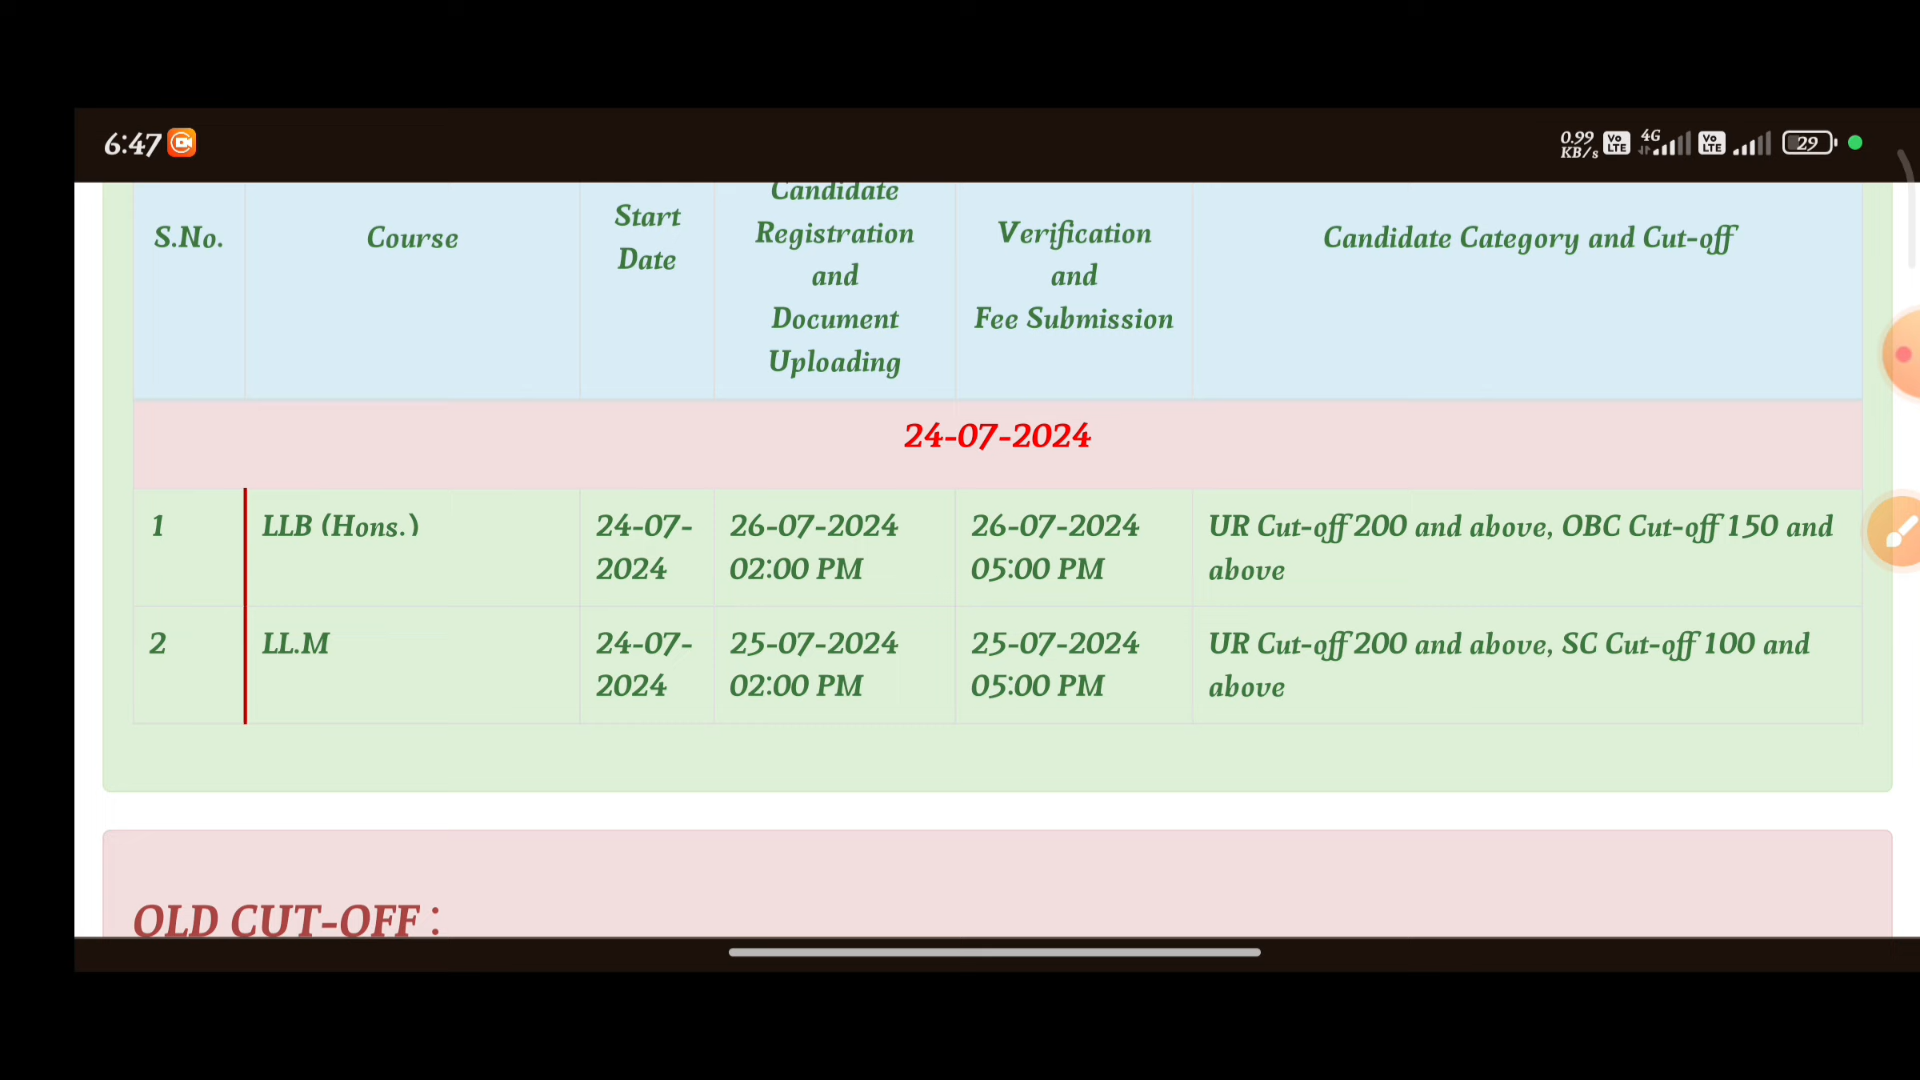 6:47
0.99
KB/s
Vo
LTE
4G
Vo
LTE
29
S.No.
Course
Start
Date
Candidate
Registration
and
Document
Uploading
Verification
and
Fee Submission
Candidate Category and Cut-off
24-07-2024
1
LLB (Hons.)
24-07-
2024
26-07-2024
02:00 PM
26-07-2024
05:00 PM
UR Cut-off 200 and above, OBC Cut-off 150 and
above
2
LL.M
24-07-
2024
25-07-2024
02:00 PM
25-07-2024
05:00 PM
UR Cut-off 200 and above, SC Cut-off 100 and
above
OLD CUT-OFF :